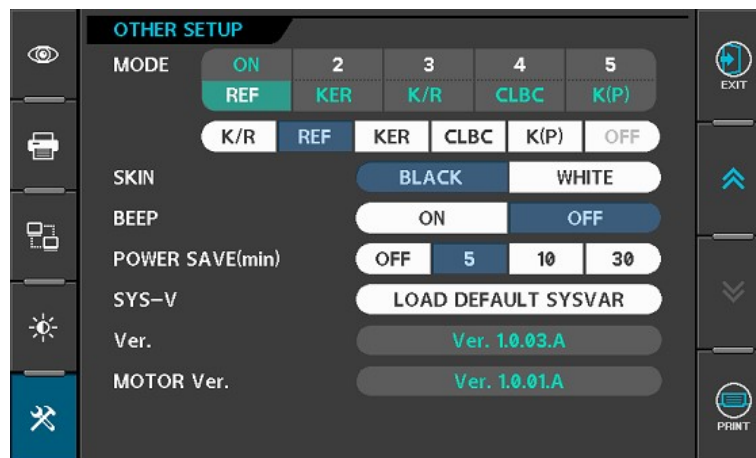 OTHER SETUP
MODE ON 2 3 4 5
REF KER K/R CLBC K(P)
K/R REF KER CLBC K(P) OFF
SKIN BLACK WHITE
BEEP ON OFF
POWER SAVE(min) OFF 5 10 30
SYS-V LOAD DEFAULT SYSVAR
Ver. Ver. 1.0.03.A
MOTOR Ver. Ver. 1.0.01.A
EXIT
PRINT